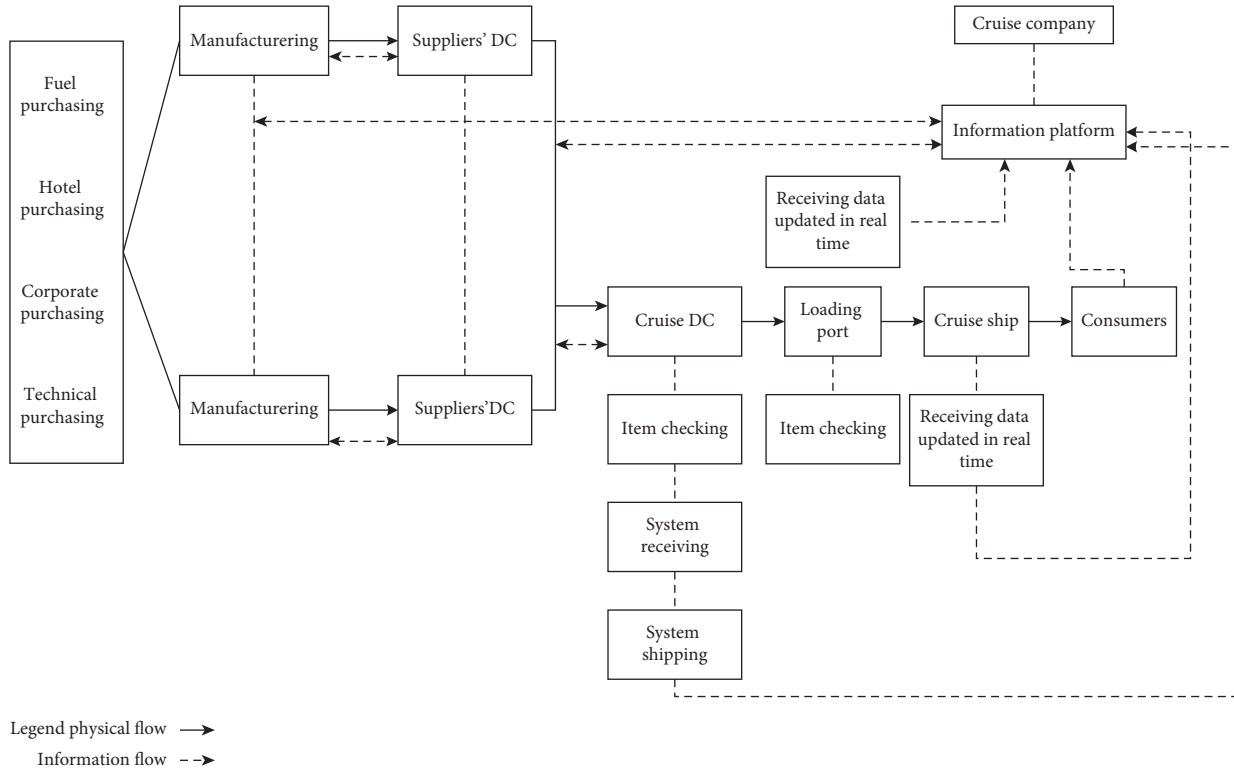 Fuel
purchasing
Hotel
purchasing
Corporate
purchasing
Technical
purchasing
Manufacturering
Suppliers' DC
Manufacturering
Suppliers'DC
Cruise company
Information platform
Receiving data
updated in real
time
Cruise DC
Loading
port
Cruise ship
Consumers
Item checking
Item checking
Receiving data
updated in real
time
System
receiving
System
shipping
Legend physical flow
Information flow